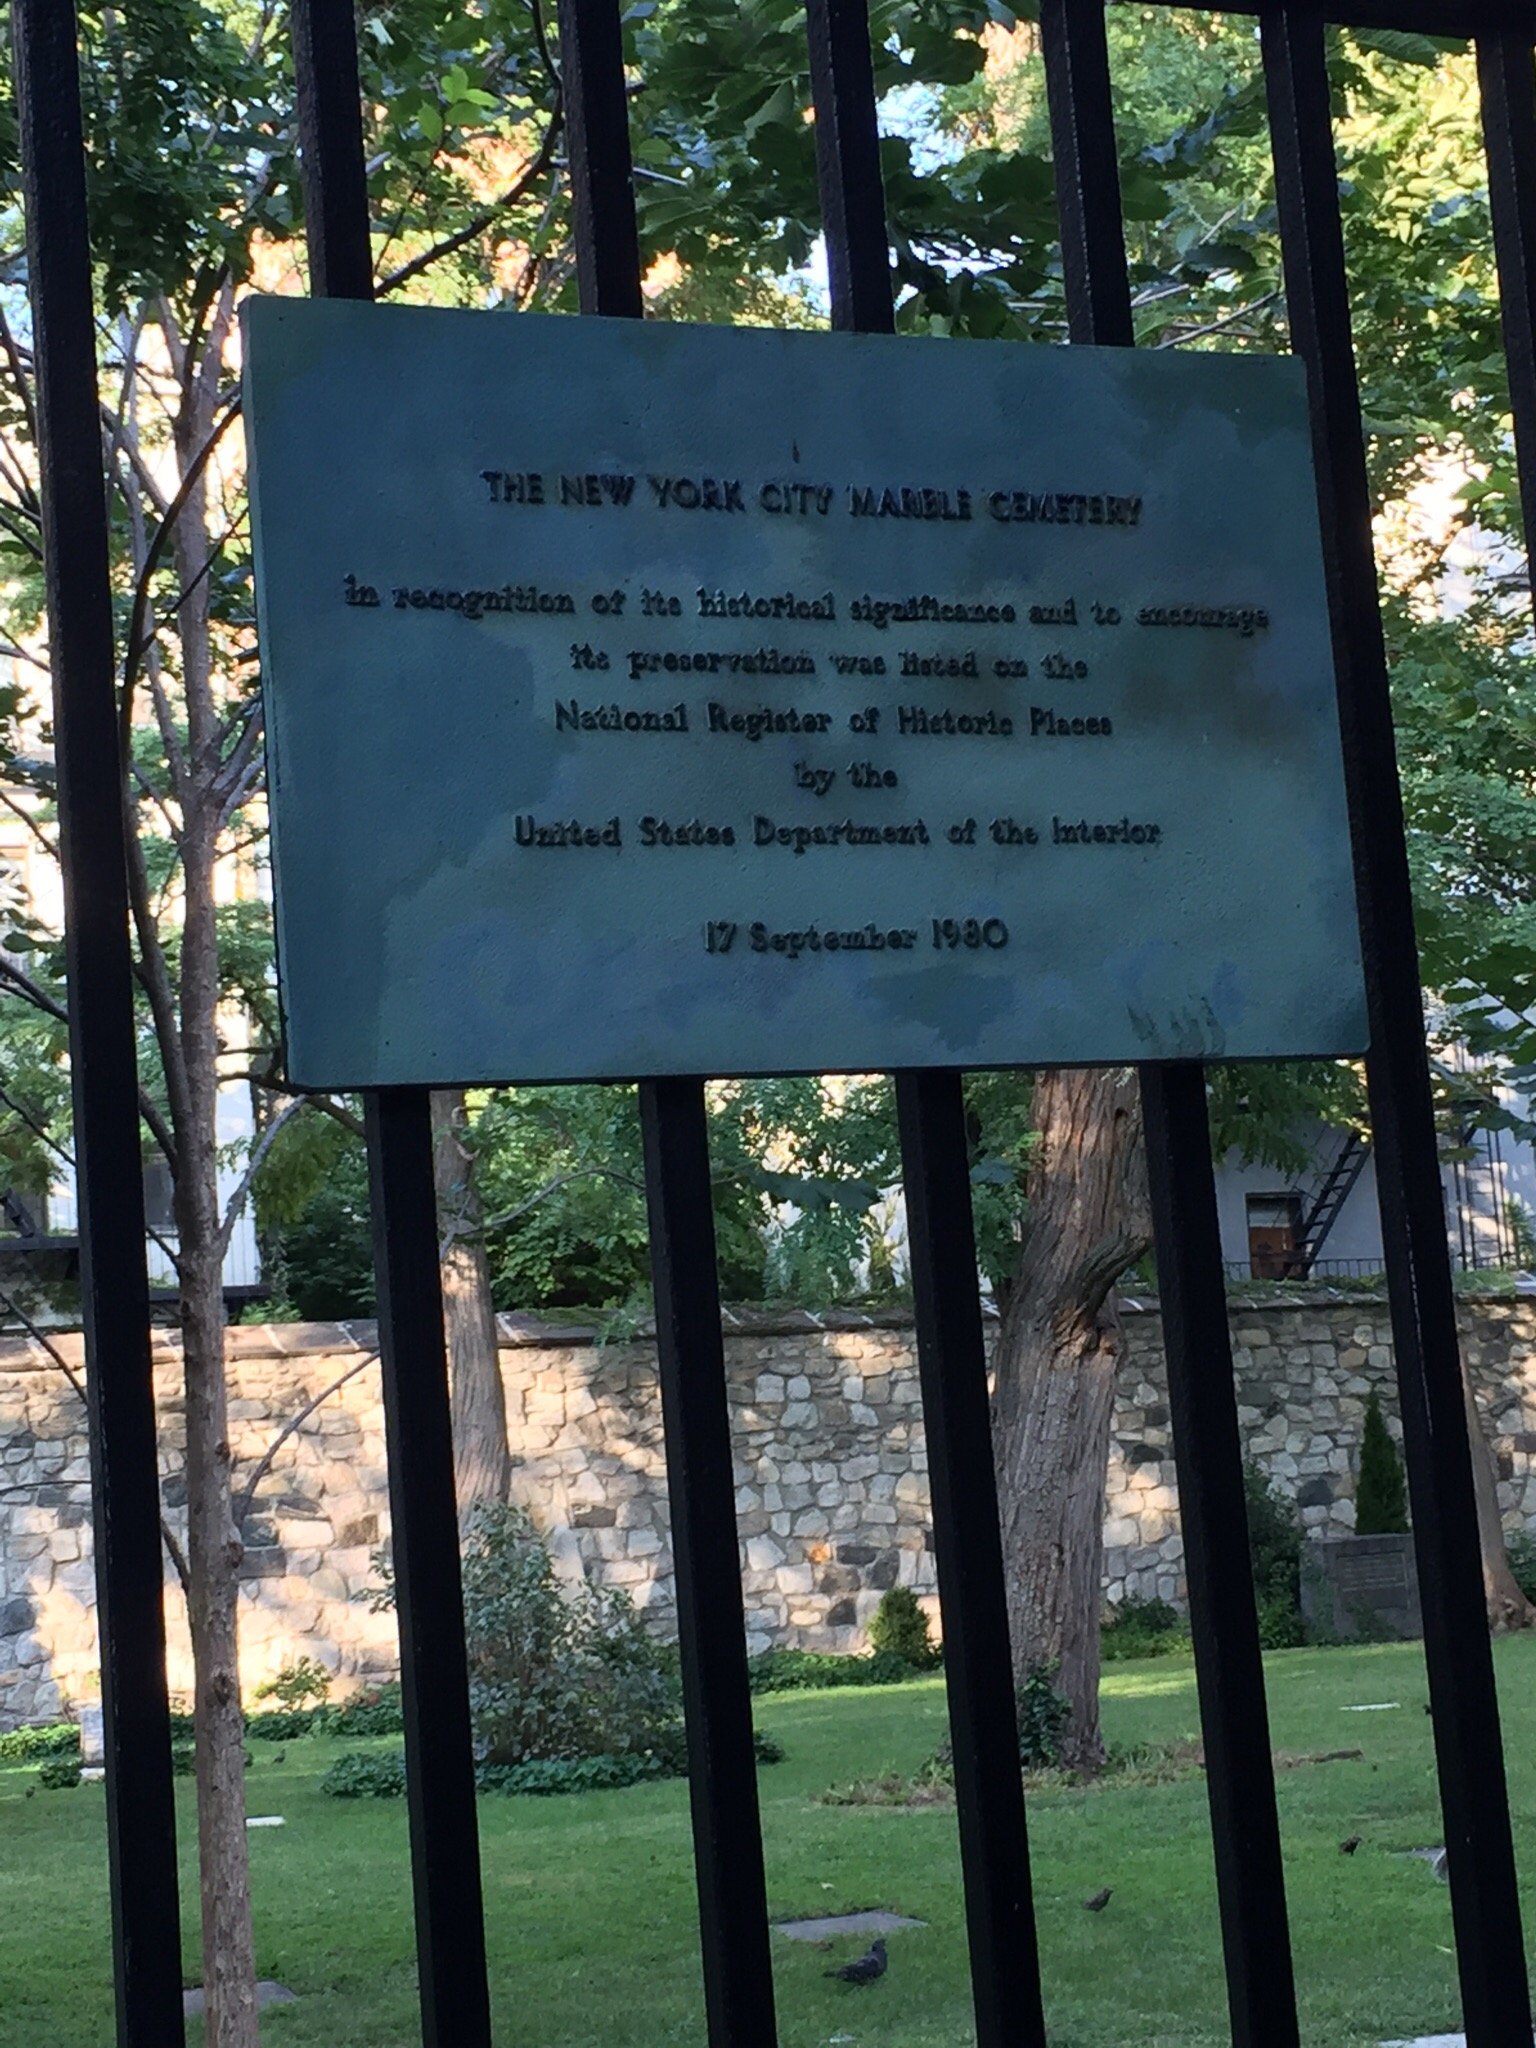 THE NEW YORK CITY MARBLE CEMETERY
in recognition of its historical significance and to encourage
its preservation was listed on the
National Register of Historic Places
by the
United States Department of the Interior
17 September 1980